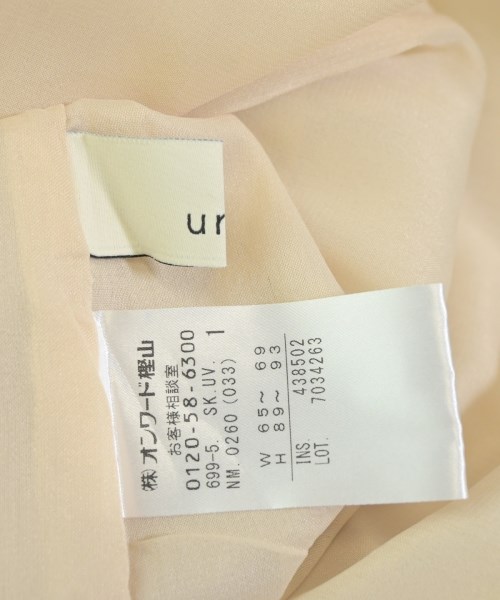 ur
(株)オンワード樫山
お客様相談室
0120-58-6300
699-5. SK.UV. 1
NM. 0260 (033)
W 65~ 69
H 89~ 93
INS. 438502
LOT. 7034263